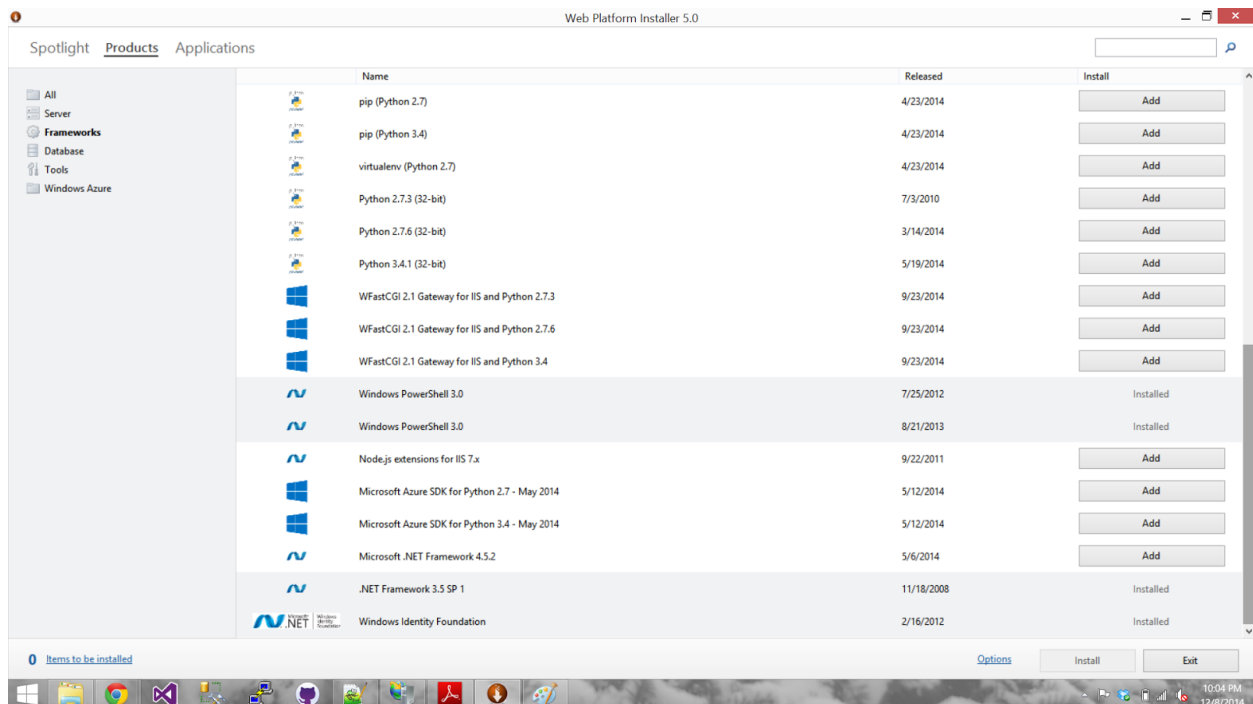 Web Platform Installer 5.0
Spotlight Products Applications
Name Released Install
All
Server
Frameworks
Database
Tools
Windows Azure
pip (Python 2.7) 4/23/2014 Add
pip (Python 3.4) 4/23/2014 Add
virtualenv (Python 2.7) 4/23/2014 Add
Python 2.7.3 (32-bit) 7/3/2010 Add
Python 2.7.6 (32-bit) 3/14/2014 Add
Python 3.4.1 (32-bit) 5/19/2014 Add
WFastCGI 2.1 Gateway for IIS and Python 2.7.3 9/23/2014 Add
WFastCGI 2.1 Gateway for IIS and Python 2.7.6 9/23/2014 Add
WFastCGI 2.1 Gateway for IIS and Python 3.4 9/23/2014 Add
Windows PowerShell 3.0 7/25/2012 Installed
Windows PowerShell 3.0 8/21/2013 Installed
Node.js extensions for IIS 7.x 9/22/2011 Add
Microsoft Azure SDK for Python 2.7 - May 2014 5/12/2014 Add
Microsoft Azure SDK for Python 3.4 - May 2014 5/12/2014 Add
Microsoft .NET Framework 4.5.2 5/6/2014 Add
.NET Framework 3.5 SP 1 11/18/2008 Installed
Microsoft .NET Windows Identity Foundation Windows Identity Foundation 2/16/2012 Installed
0 Items to be installed Options Install Exit
10:04 PM
12/8/2014